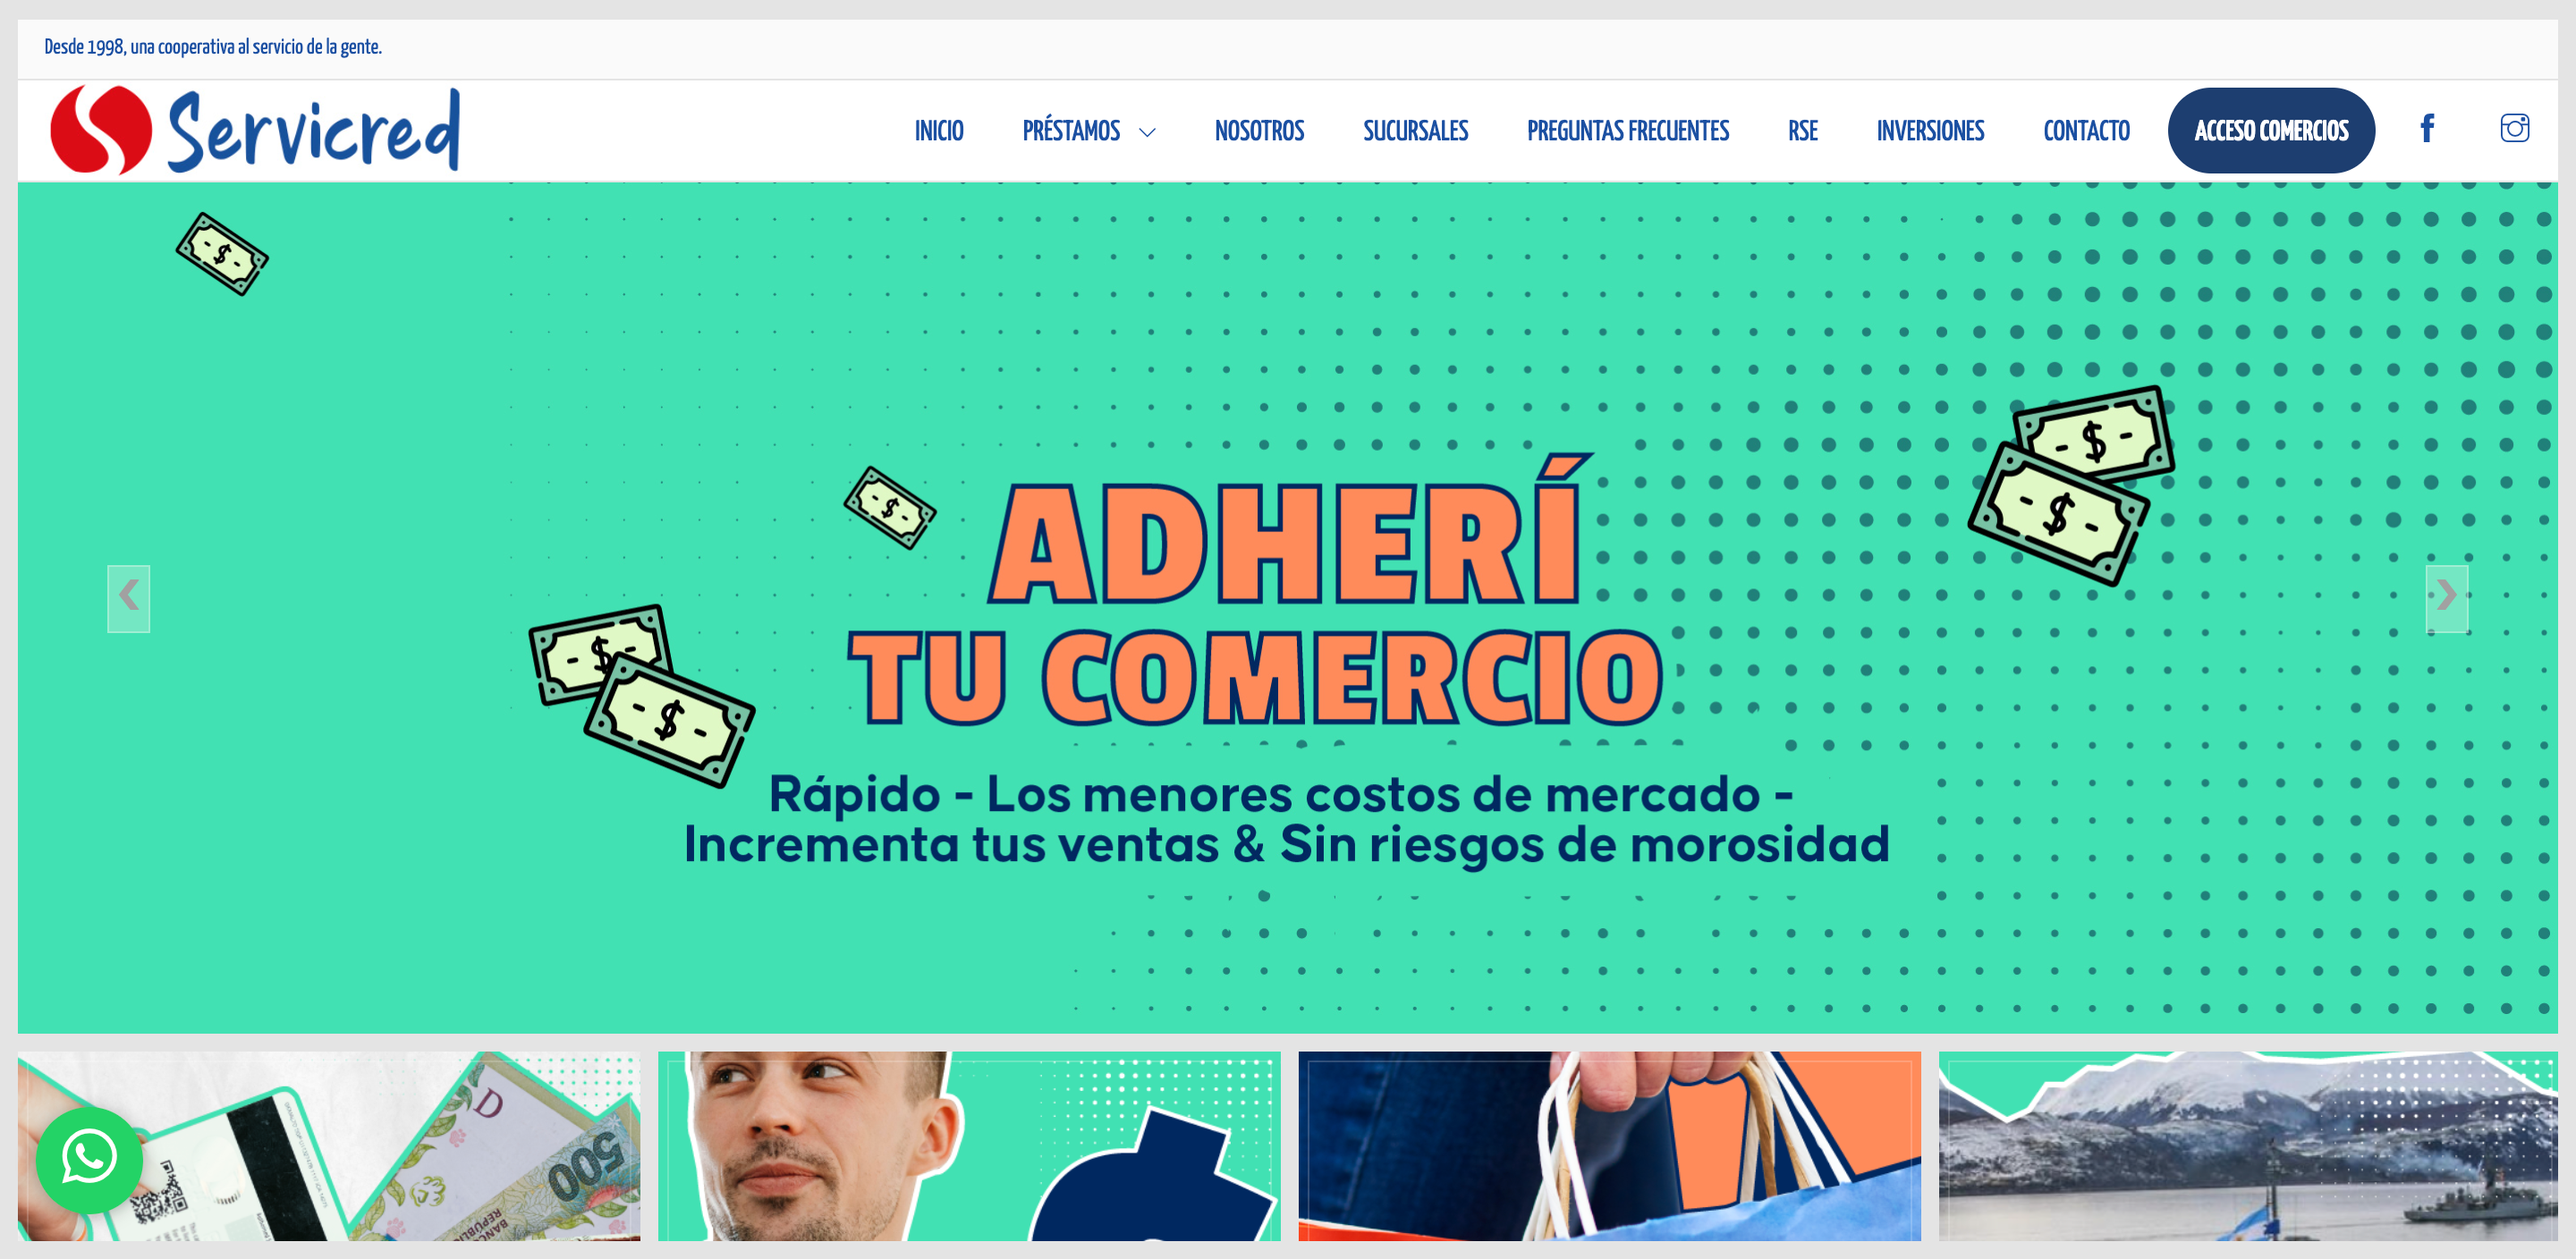 Desde 1998, una cooperativa al servicio de la gente.
Servicred
INICIO
PRÉSTAMOS
NOSOTROS
SUCURSALES
PREGUNTAS FRECUENTES
RSE
INVERSIONES
CONTACTO
ACCESO COMERCIOS
ADHERÍ
TU COMERCIO
Rápido - Los menores costos de mercado -
Incrementa tus ventas & Sin riesgos de morosidad
500